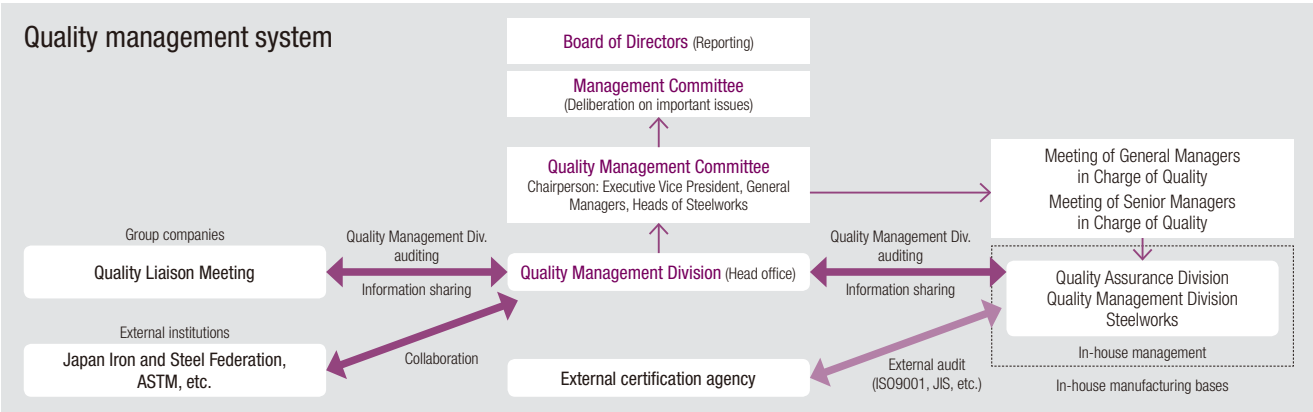 Quality management system
Board of Directors (Reporting)
Management Committee
(Deliberation on important issues)
Quality Management Committee
Chairperson: Executive Vice President, General
Managers, Heads of Steelworks
Meeting of General Managers
in Charge of Quality
Meeting of Senior Managers
in Charge of Quality
Group companies
Quality Liaison Meeting
Quality Management Div.
auditing
Information sharing
Quality Management Division (Head office)
Quality Management Div.
auditing
Information sharing
Quality Assurance Division
Quality Management Division
Steelworks
In-house management
In-house manufacturing bases
External institutions
Japan Iron and Steel Federation,
ASTM, etc.
Collaboration
External certification agency
External audit
(ISO9001, JIS, etc.)